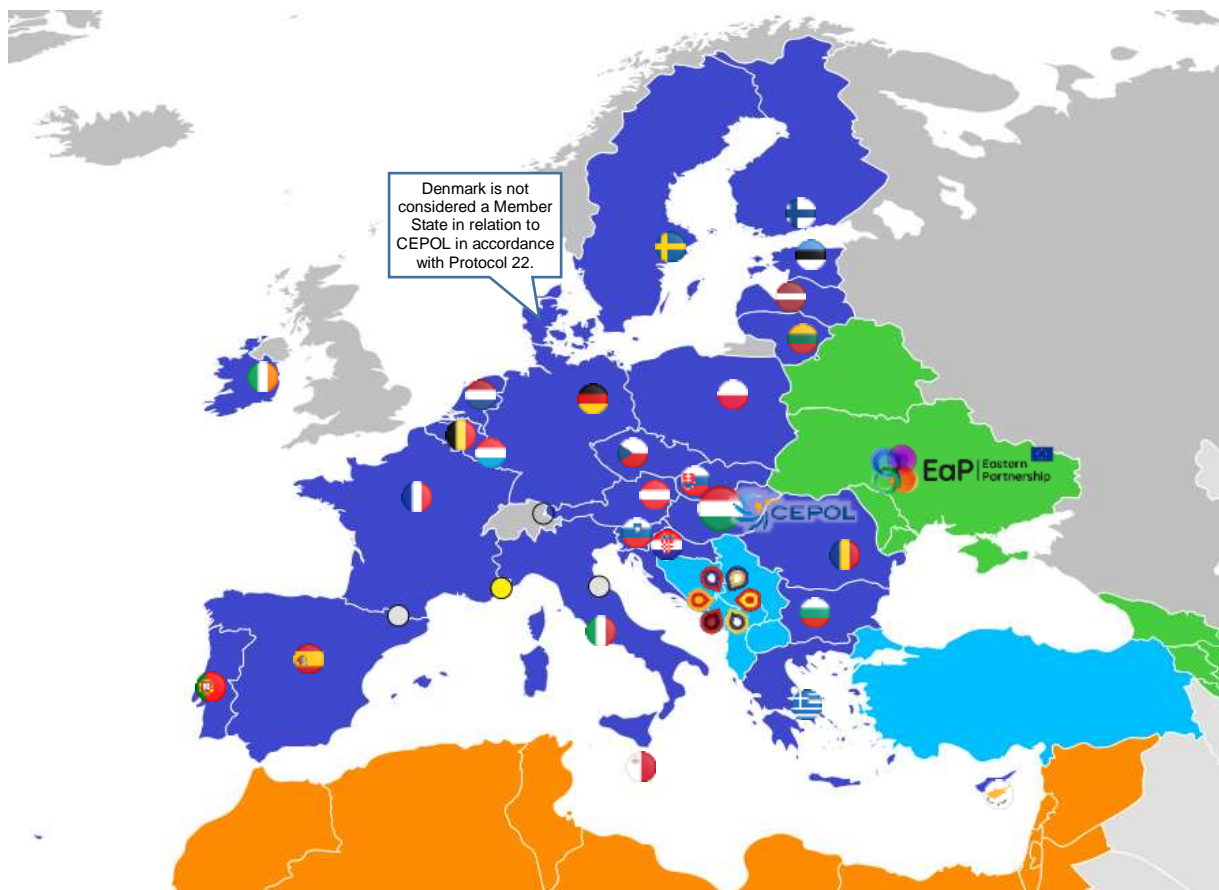 Denmark is not
considered a Member
State in relation to
CEPOL in accordance
with Protocol 22.
EaP Eastern
Partnership
CEPOL